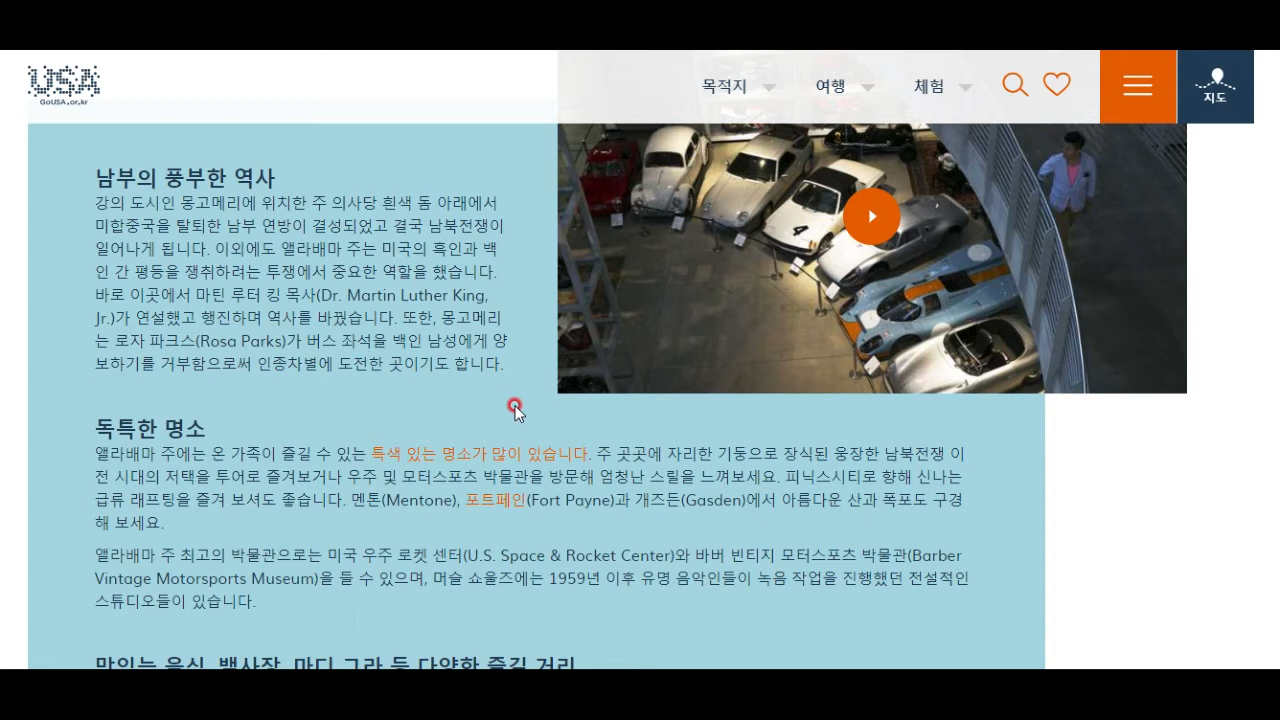 USA
GoUSA.or.kr
목적지
여행
체험
지도
남부의 풍부한 역사
강의 도시인 몽고메리에 위치한 주 의사당 흰색 돔 아래에서
미합중국을 탈퇴한 남부 연방이 결성되었고 결국 남북전쟁이
일어나게 됩니다. 이외에도 앨라배마 주는 미국의 흑인과 백
인 간 평등을 쟁취하려는 투쟁에서 중요한 역할을 했습니다.
바로 이곳에서 마틴 루터 킹 목사(Dr. Martin Luther King,
Jr.)가 연설했고 행진하며 역사를 바꿨습니다. 또한, 몽고메리
는 로자 파크스(Rosa Parks)가 버스 좌석을 백인 남성에게 양
보하기를 거부함으로써 인종차별에 도전한 곳이기도 합니다.
4
독특한 명소
앨라배마 주에는 온 가족이 즐길 수 있는 특색 있는 명소가 많이 있습니다. 주 곳곳에 자리한 기둥으로 장식된 웅장한 남북전쟁 이
전 시대의 저택을 투어로 즐겨보거나 우주 및 모터스포츠 박물관을 방문해 엄청난 스릴을 느껴보세요. 피닉스시티로 향해 신나는
급류 래프팅을 즐겨 보셔도 좋습니다. 멘톤(Mentone), 포트페인(Fort Payne)과 개즈든(Gasden)에서 아름다운 산과 폭포도 구경
해 보세요.
앨라배마 주 최고의 박물관으로는 미국 우주 로켓 센터(U.S. Space & Rocket Center)와 바버 빈티지 모터스포츠 박물관(Barber
Vintage Motorsports Museum)을 들 수 있으며, 머슬 쇼울즈에는 1959년 이후 유명 음악인들이 녹음 작업을 진행했던 전설적인
스튜디오들이 있습니다.
맛있는 음식, 백사장, 마디 그라 등 다양한 즐길 거리